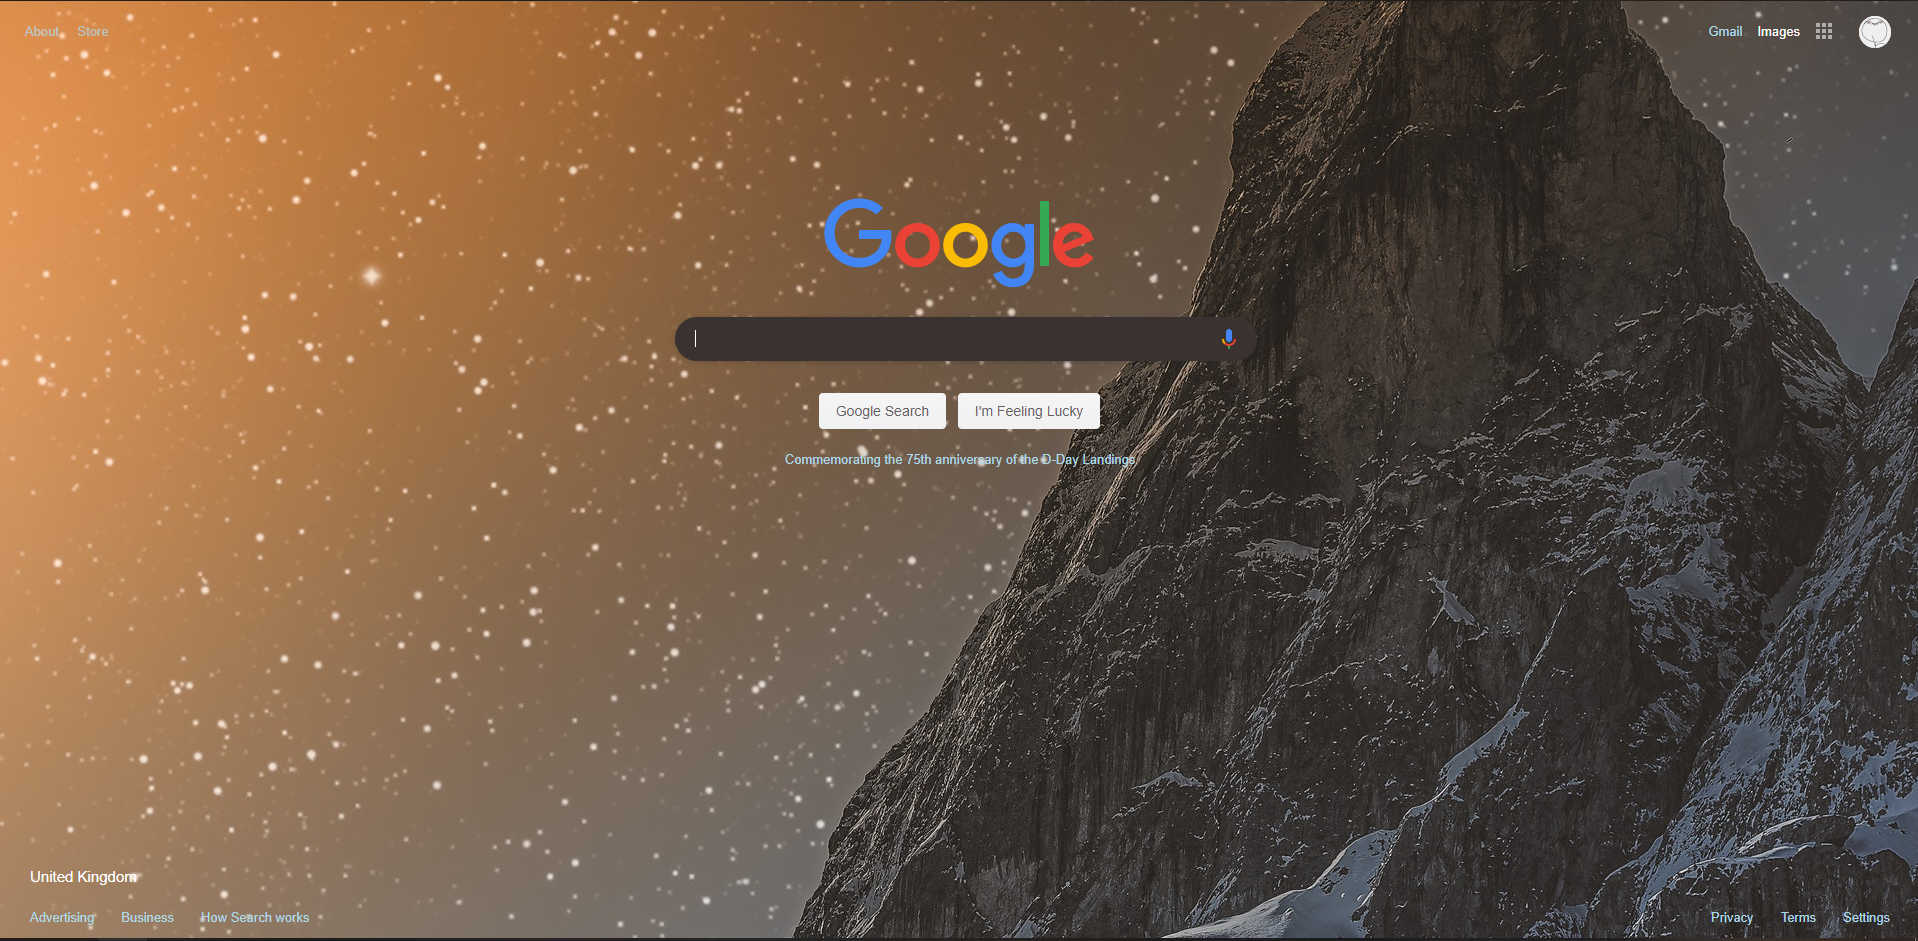 About Store Gmail Images
Google
Google Search I'm Feeling Lucky
Commemorating the 75th anniversary of the D-Day Landings
United Kingdom
Advertising Business How Search works Privacy Terms Settings